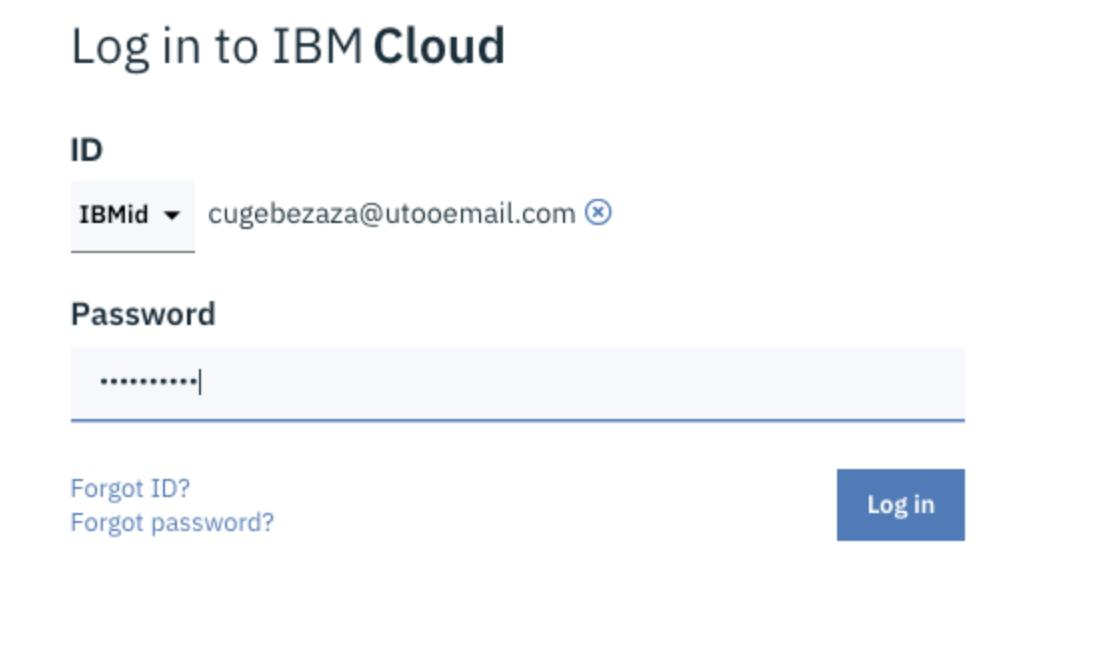 Log in to IBM Cloud
ID
IBMid cugebezaza@utooemail.com
Password
••••••••••
Forgot ID?
Forgot password?
Log in